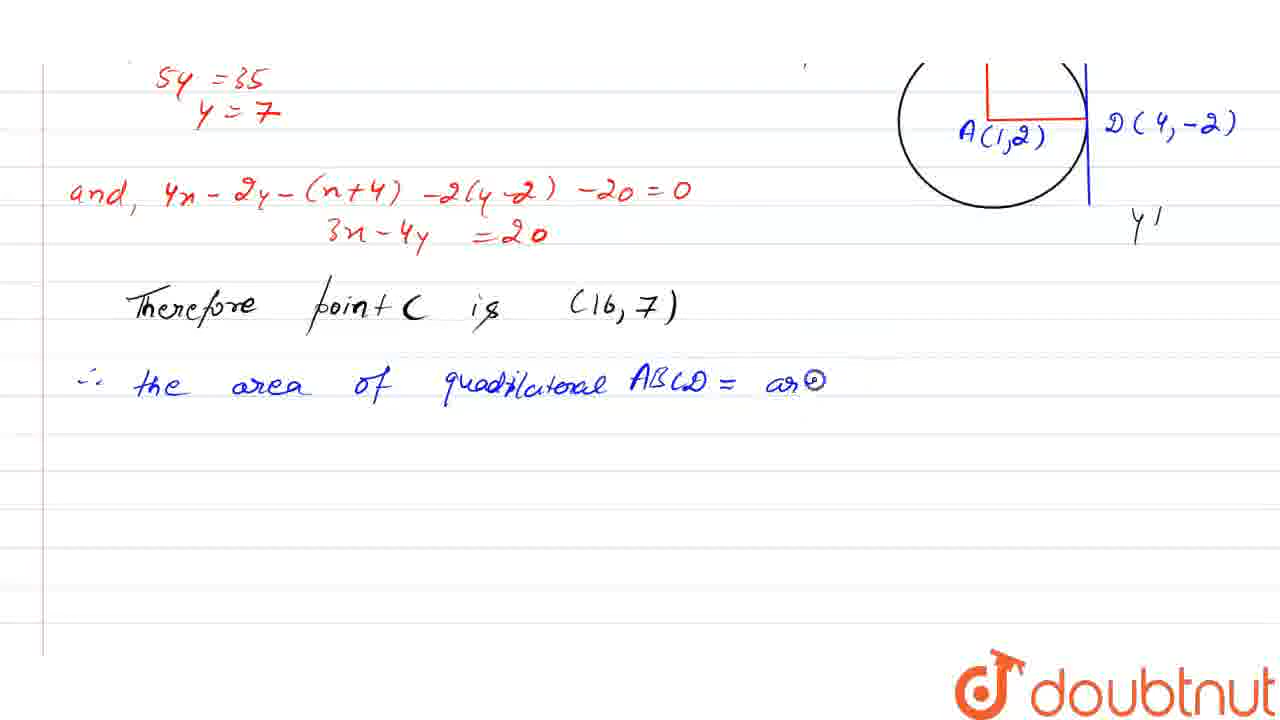 5y = 35
y = 7
A(1,2)
D(4,-2)
and, 4x - 2y - (x+4) - 2(y-2) - 20 = 0
3x - 4y = 20
y'
Therefore point C is (16,7)
∴ the area of quadrilateral ABCD = are
doubtnut